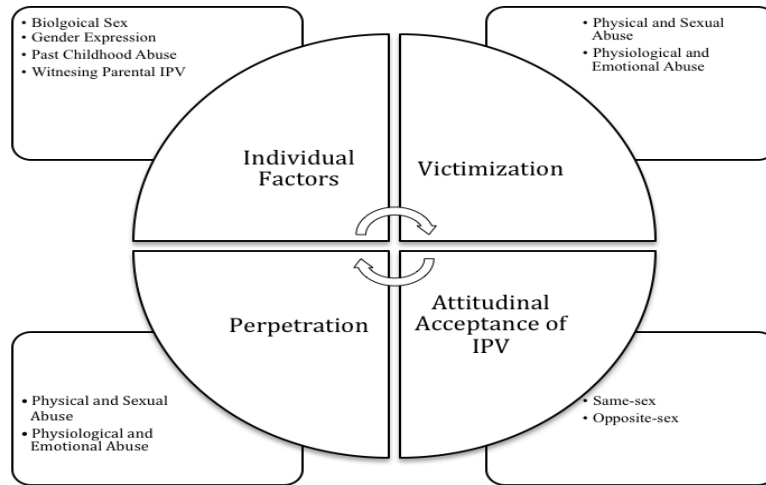 • Biolgoical Sex
• Gender Expression
• Past Childhood Abuse
• Witnesing Parental IPV
• Physical and Sexual
Abuse
• Physiological and
Emotional Abuse
Individual
Factors
Victimization
Perpetration
Attitudinal
Acceptance of
IPV
• Physical and Sexual
Abuse
• Physiological and
Emotional Abuse
• Same-sex
• Opposite-sex